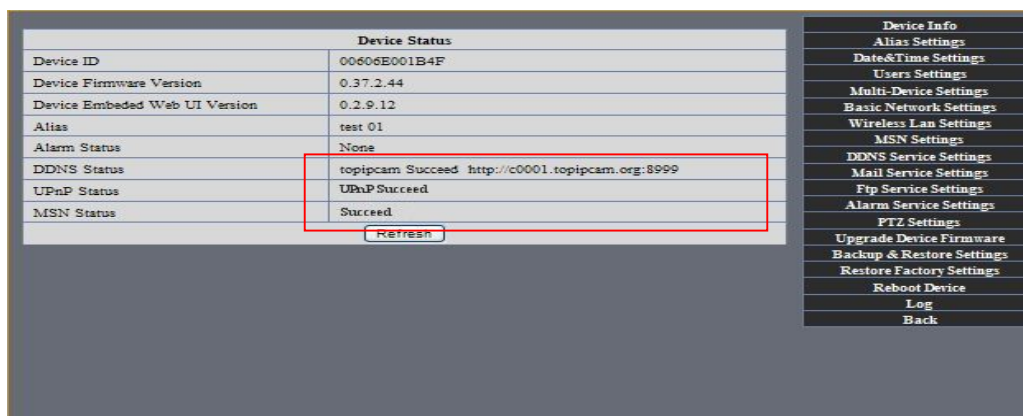 Device Status
Device ID 00606E001B4F
Device Firmware Version 0.37.2.44
Device Embeded Web UI Version 0.2.9.12
Alias test 01
Alarm Status None
DDNS Status topipcam Succeed http://c0001.topipcam.org:8999
UPnP Status UPnP Succeed
MSN Status Succeed
Refresh
Device Info
Alias Settings
Date&Time Settings
Users Settings
Multi-Device Settings
Basic Network Settings
Wireless Lan Settings
MSN Settings
DDNS Service Settings
Mail Service Settings
Ftp Service Settings
Alarm Service Settings
PTZ Settings
Upgrade Device Firmware
Backup & Restore Settings
Restore Factory Settings
Reboot Device
Log
Back